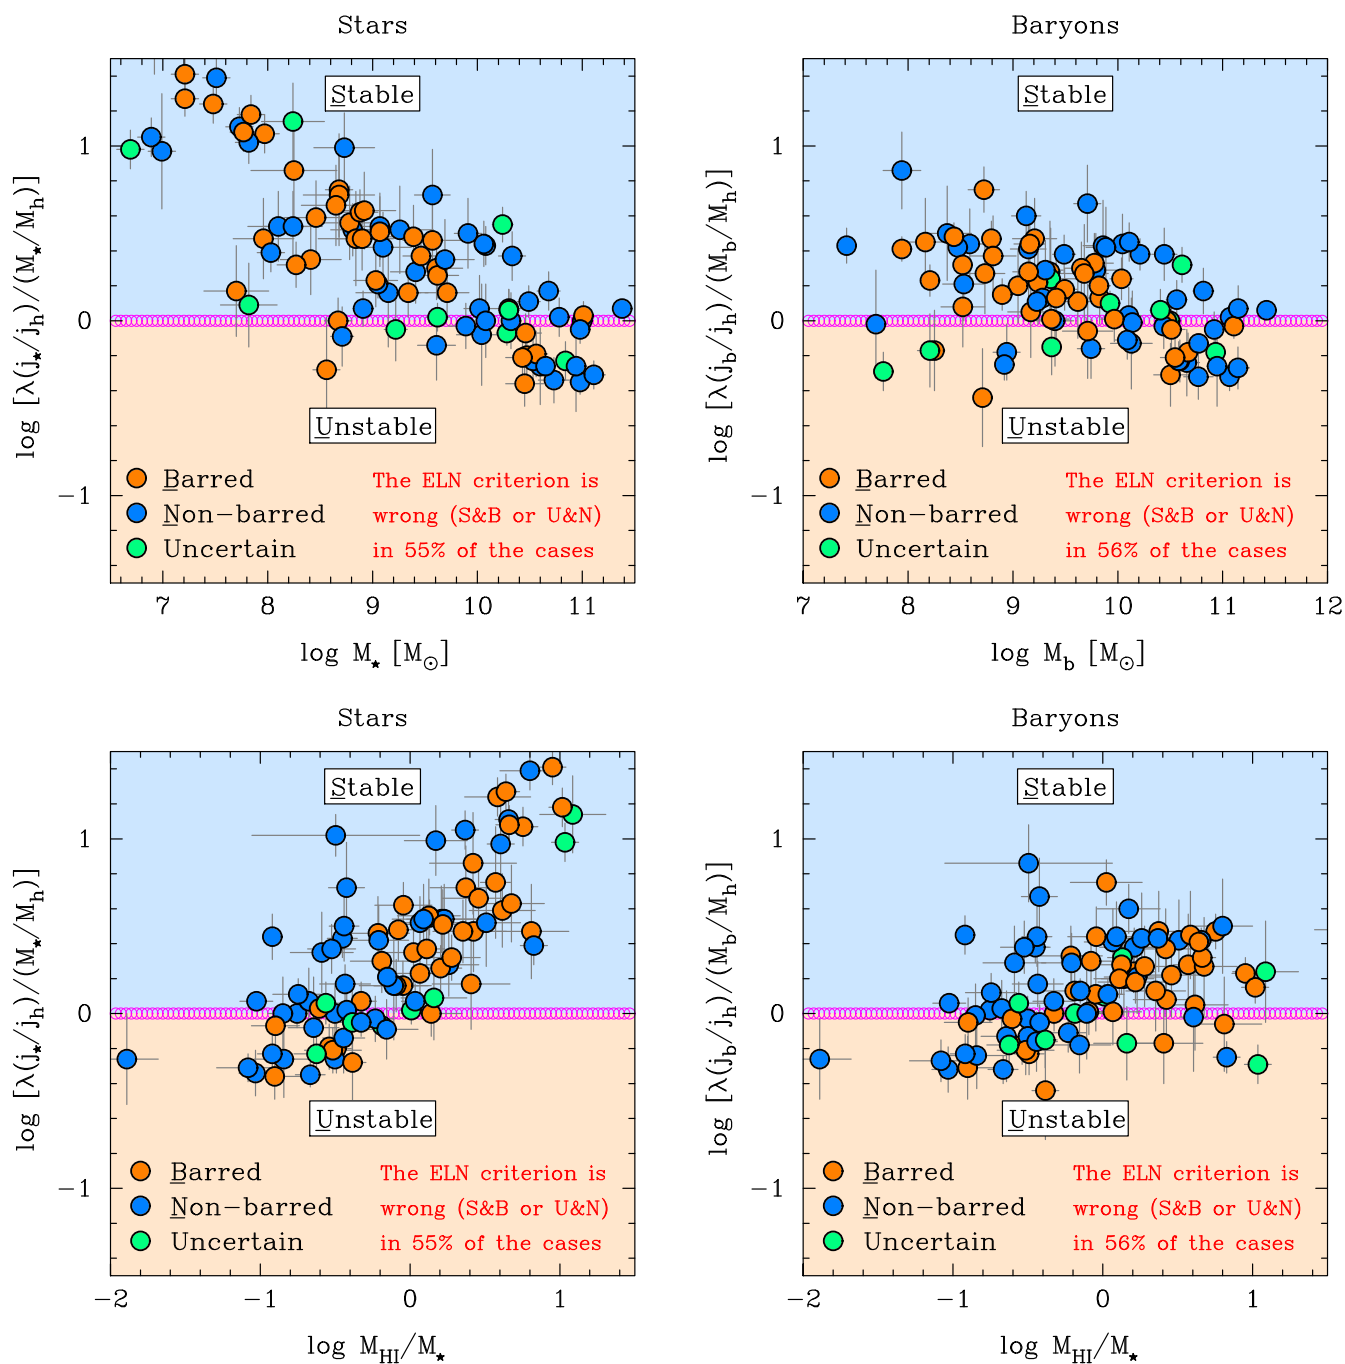 Stars
Stable
Unstable
Barred
Non-barred
Uncertain
The ELN criterion is
wrong (S&B or U&N)
in 55% of the cases
1
0
−1
7 8 9 10 11
log M⋆ [M⊙]
log [λ(j⋆/jh)/(M⋆/Mh)]
Baryons
Stable
Unstable
Barred
Non-barred
Uncertain
The ELN criterion is
wrong (S&B or U&N)
in 56% of the cases
1
0
−1
7 8 9 10 11 12
log Mb [M⊙]
log [λ(jb/jh)/(Mb/Mh)]
Stars
Stable
Unstable
Barred
Non-barred
Uncertain
The ELN criterion is
wrong (S&B or U&N)
in 55% of the cases
1
0
−1
−2 −1 0 1
log MHI/M⋆
log [λ(j⋆/jh)/(M⋆/Mh)]
Baryons
Stable
Unstable
Barred
Non-barred
Uncertain
The ELN criterion is
wrong (S&B or U&N)
in 56% of the cases
1
0
−1
−2 −1 0 1
log MHI/M⋆
log [λ(jb/jh)/(Mb/Mh)]